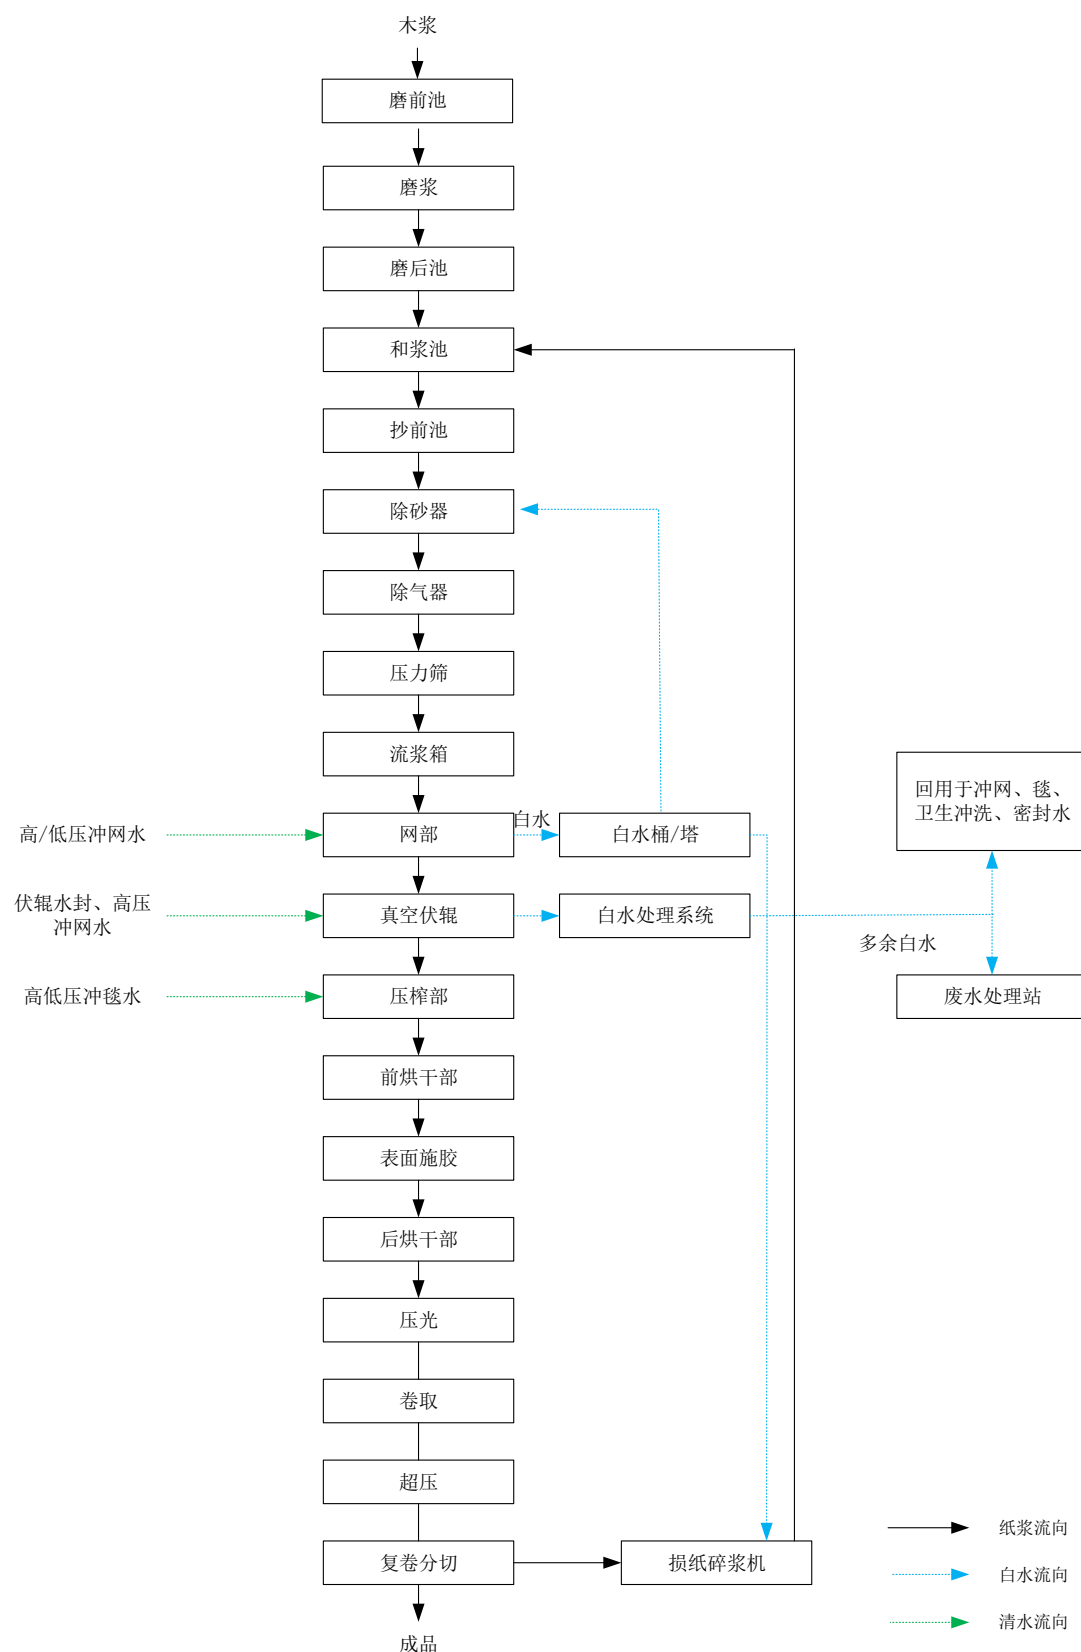 木浆
磨前池
磨浆
磨后池
和浆池
抄前池
除砂器
除气器
压力筛
流浆箱
高/低压冲网水
网部
白水
白水桶/塔
回用于冲网、毯、
卫生冲洗、密封水
伏辊水封、高压
冲网水
真空伏辊
白水处理系统
多余白水
高低压冲毯水
压榨部
废水处理站
前烘干部
表面施胶
后烘干部
压光
卷取
超压
复卷分切
损纸碎浆机
成品
纸浆流向
白水流向
清水流向